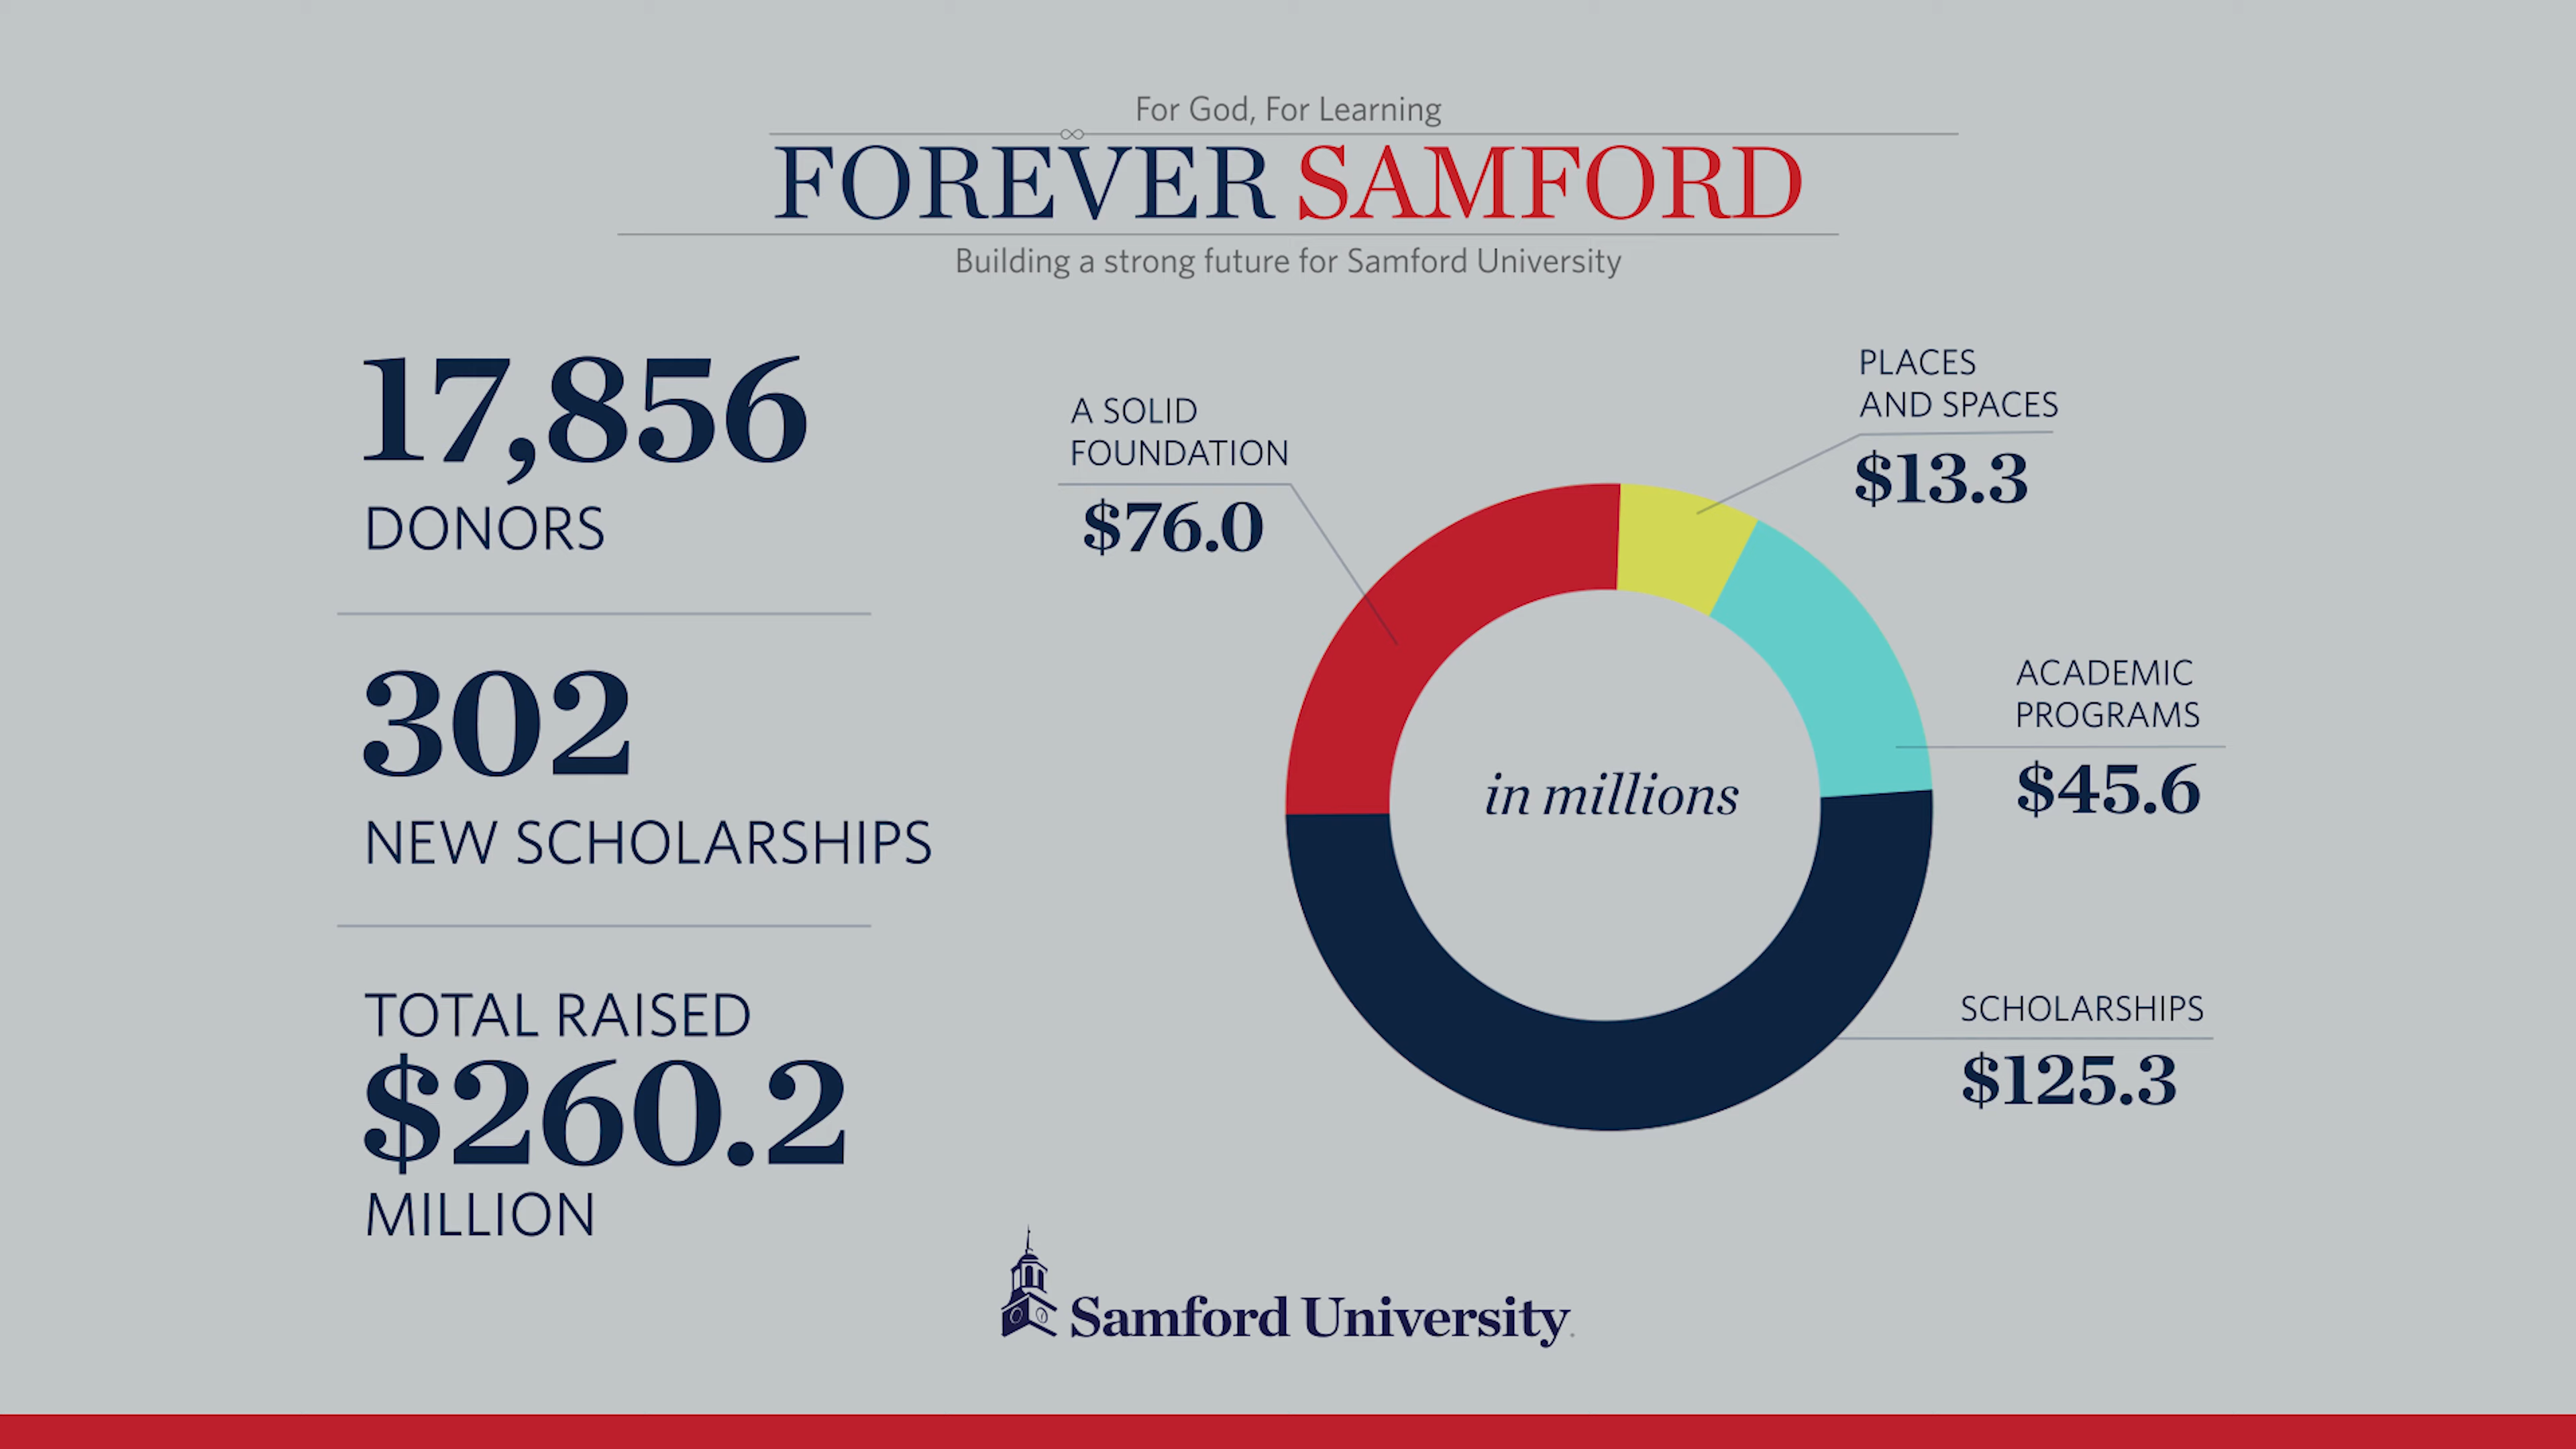 For God, For Learning
FOREVER SAMFORD
Building a strong future for Samford University
17,856
DONORS
302
NEW SCHOLARSHIPS
TOTAL RAISED
$260.2
MILLION
A SOLID
FOUNDATION
$76.0
PLACES
AND SPACES
$13.3
ACADEMIC
PROGRAMS
$45.6
SCHOLARSHIPS
$125.3
in millions
Samford University